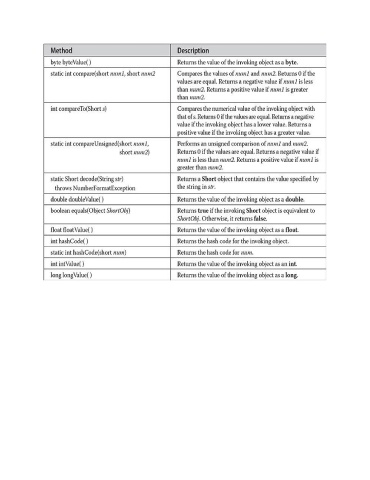 Method Description
byte byteValue( ) Returns the value of the invoking object as a byte.
static int compare(short num1, short num2 Compares the values of num1 and num2. Returns 0 if the
values are equal. Returns a negative value if num1 is less
than num2. Returns a positive value if num1 is greater
than num2.
int compareTo(Short s) Compares the numerical value of the invoking object with
that of s. Returns 0 if the values are equal. Returns a negative
value if the invoking object has a lower value. Returns a
positive value if the invoking object has a greater value.
static int compareUnsigned(short num1, Performs an unsigned comparison of num1 and num2.
short num2) Returns 0 if the values are equal. Returns a negative value if
num1 is less than num2. Returns a positive value if num1 is
greater than num2.
static Short decode(String str) Returns a Short object that contains the value specified by
throws NumberFormatException the string in str.
double doubleValue( ) Returns the value of the invoking object as a double.
boolean equals(Object ShortObj) Returns true if the invoking Short object is equivalent to
ShortObj. Otherwise, it returns false.
float floatValue( ) Returns the value of the invoking object as a float.
int hashCode( ) Returns the hash code for the invoking object.
static int hashCode(short num) Returns the hash code for num.
int intValue( ) Returns the value of the invoking object as an int.
long longValue( ) Returns the value of the invoking object as a long.